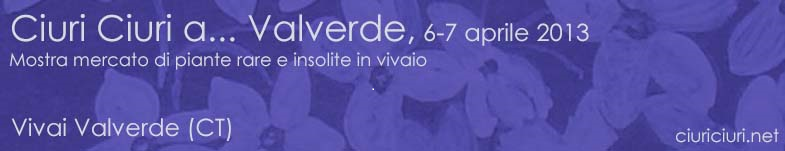 Ciuri Ciuri a... Valverde, 6-7 aprile 2013
Mostra mercato di piante rare e insolite in vivaio
Vivai Valverde (CT)
ciuriciuri.net